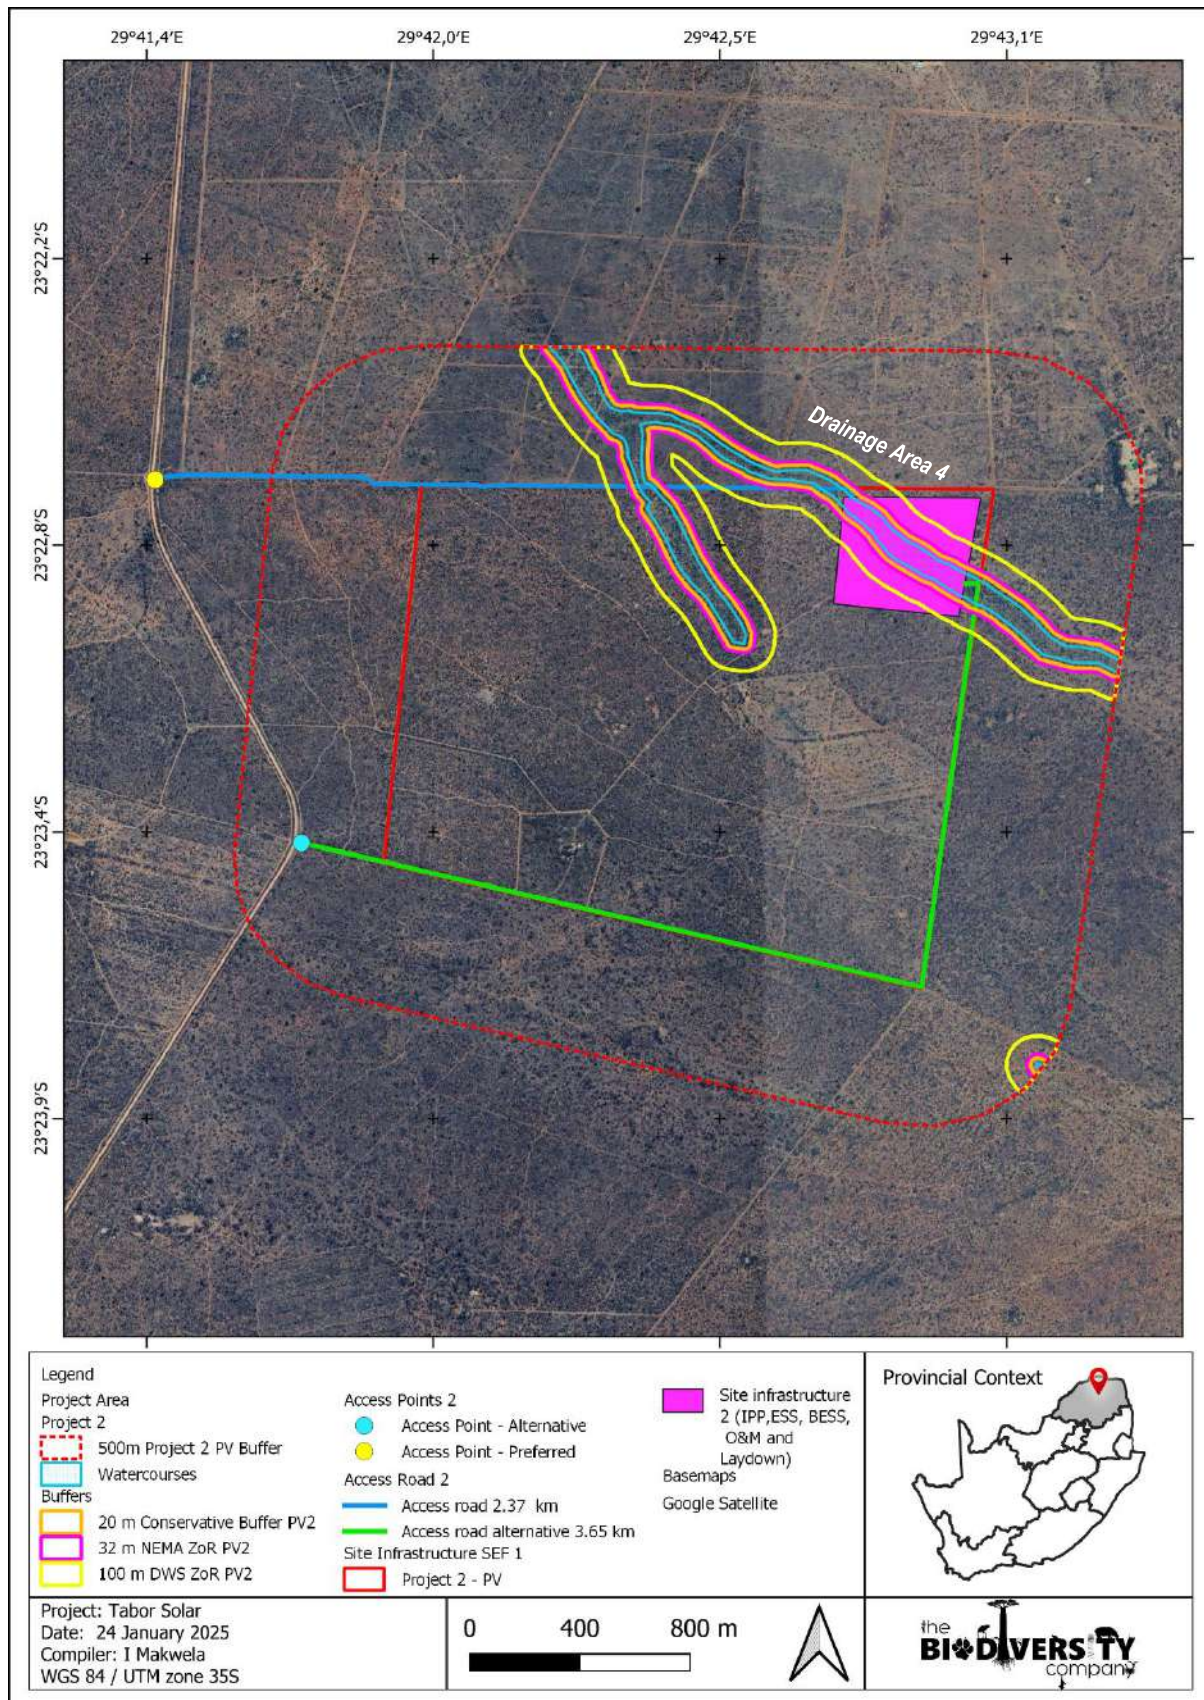 29°41,4'E 29°42,0'E 29°42,5'E 29°43,1'E
23°22,2'S
23°22,8'S
23°23,4'S
23°23,9'S
Drainage Area 4
Legend
Project Area
Project 2
500m Project 2 PV Buffer
Watercourses
Buffers
20 m Conservative Buffer PV2
32 m NEMA ZoR PV2
100 m DWS ZoR PV2
Access Points 2
Access Point - Alternative
Access Point - Preferred
Access Road 2
Access road 2.37 km
Access road alternative 3.65 km
Site Infrastructure SEF 1
Project 2 - PV
Site infrastructure
2 (IPP,ESS, BESS,
O&M and
Laydown)
Basemaps
Google Satellite
Provincial Context
Project: Tabor Solar
Date: 24 January 2025
Compiler: I Makwela
WGS 84 / UTM zone 35S
0 400 800 m
the
BIODIVERSITY
company